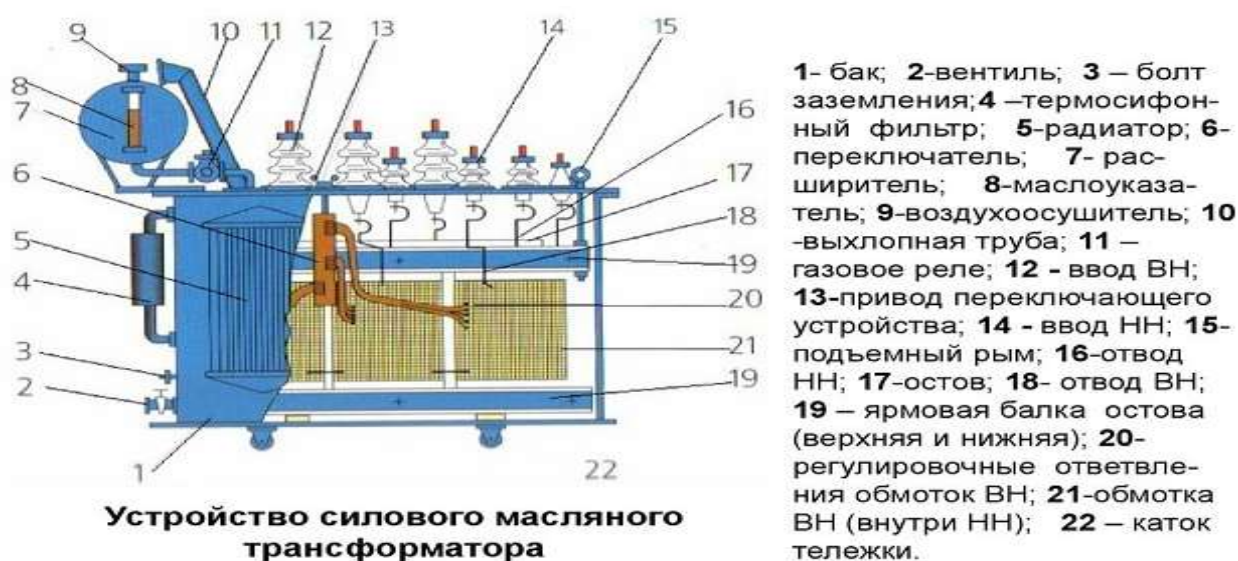 9
10
11
12
13
14
15
8
7
6
5
4
3
2
1
16
17
18
19
20
21
19
22
Устройство силового масляного
трансформатора
1- бак; 2-вентиль; 3 – болт
заземления;4 –термосифон-
ный фильтр; 5-радиатор; 6-
переключатель; 7- рас-
ширитель; 8-маслоуказа-
тель; 9-воздухоосушитель; 10
-выхлопная труба; 11 –
газовое реле; 12 - ввод ВН;
13-привод переключающего
устройства; 14 - ввод НН; 15-
подъемный рым; 16-отвод
НН; 17-остов; 18- отвод ВН;
19 – ярмовая балка остова
(верхняя и нижняя); 20-
регулировочные ответвле-
ния обмоток ВН; 21-обмотка
ВН (внутри НН); 22 – каток
тележки.